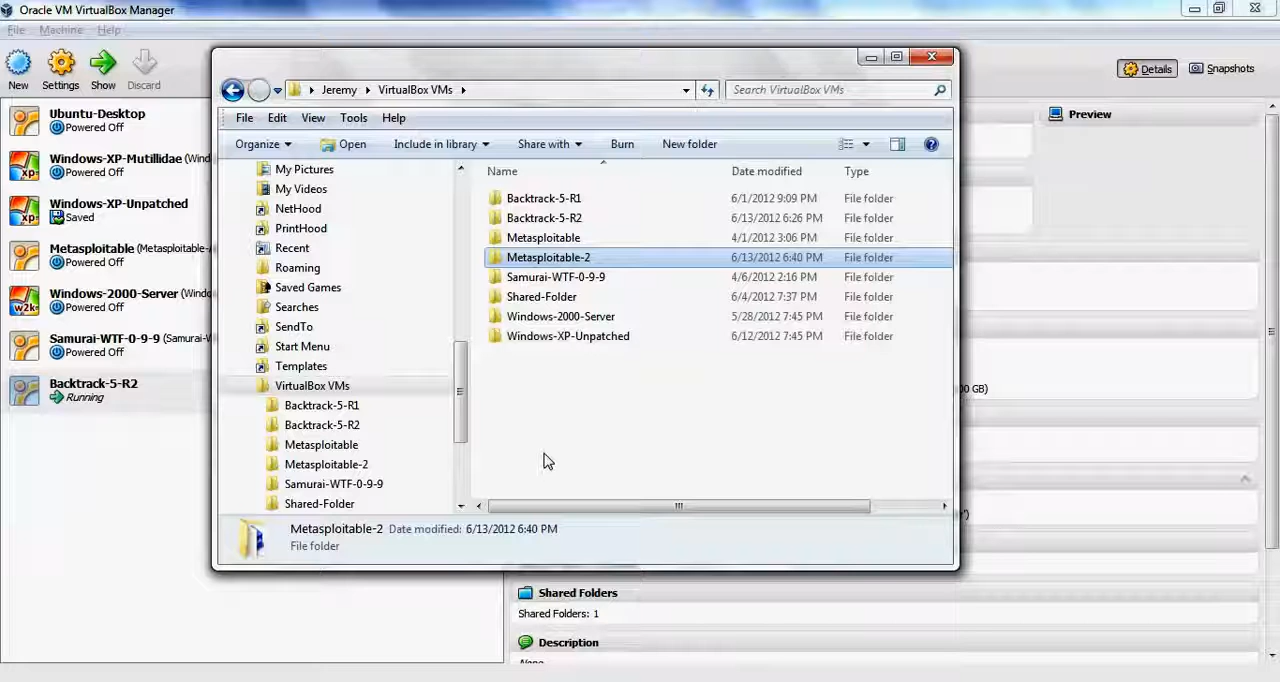 Oracle VM VirtualBox Manager
File Machine Help
New Settings Show Discard
Details Snapshots
Ubuntu-Desktop
Powered Off
Windows-XP-Mutillidae (Wind
Powered Off
Windows-XP-Unpatched
Saved
Metasploitable (Metasploitable-
Powered Off
Windows-2000-Server (Windo
Powered Off
Samurai-WTF-0-9-9 (Samurai-W
Powered Off
Backtrack-5-R2
Running
Jeremy VirtualBox VMs
Search VirtualBox VMs
File Edit View Tools Help
Organize Open Include in library Share with Burn New folder
My Pictures
My Videos
NetHood
PrintHood
Recent
Roaming
Saved Games
Searches
SendTo
Start Menu
Templates
VirtualBox VMs
Backtrack-5-R1
Backtrack-5-R2
Metasploitable
Metasploitable-2
Samurai-WTF-0-9-9
Shared-Folder
Name Date modified Type
Backtrack-5-R1 6/1/2012 9:09 PM File folder
Backtrack-5-R2 6/13/2012 6:26 PM File folder
Metasploitable 4/1/2012 3:06 PM File folder
Metasploitable-2 6/13/2012 6:40 PM File folder
Samurai-WTF-0-9-9 4/6/2012 2:16 PM File folder
Shared-Folder 6/4/2012 7:37 PM File folder
Windows-2000-Server 5/28/2012 7:45 PM File folder
Windows-XP-Unpatched 6/12/2012 7:45 PM File folder
Metasploitable-2 Date modified: 6/13/2012 6:40 PM
File folder
Preview
00 GB)
')
Shared Folders
Shared Folders: 1
Description
None